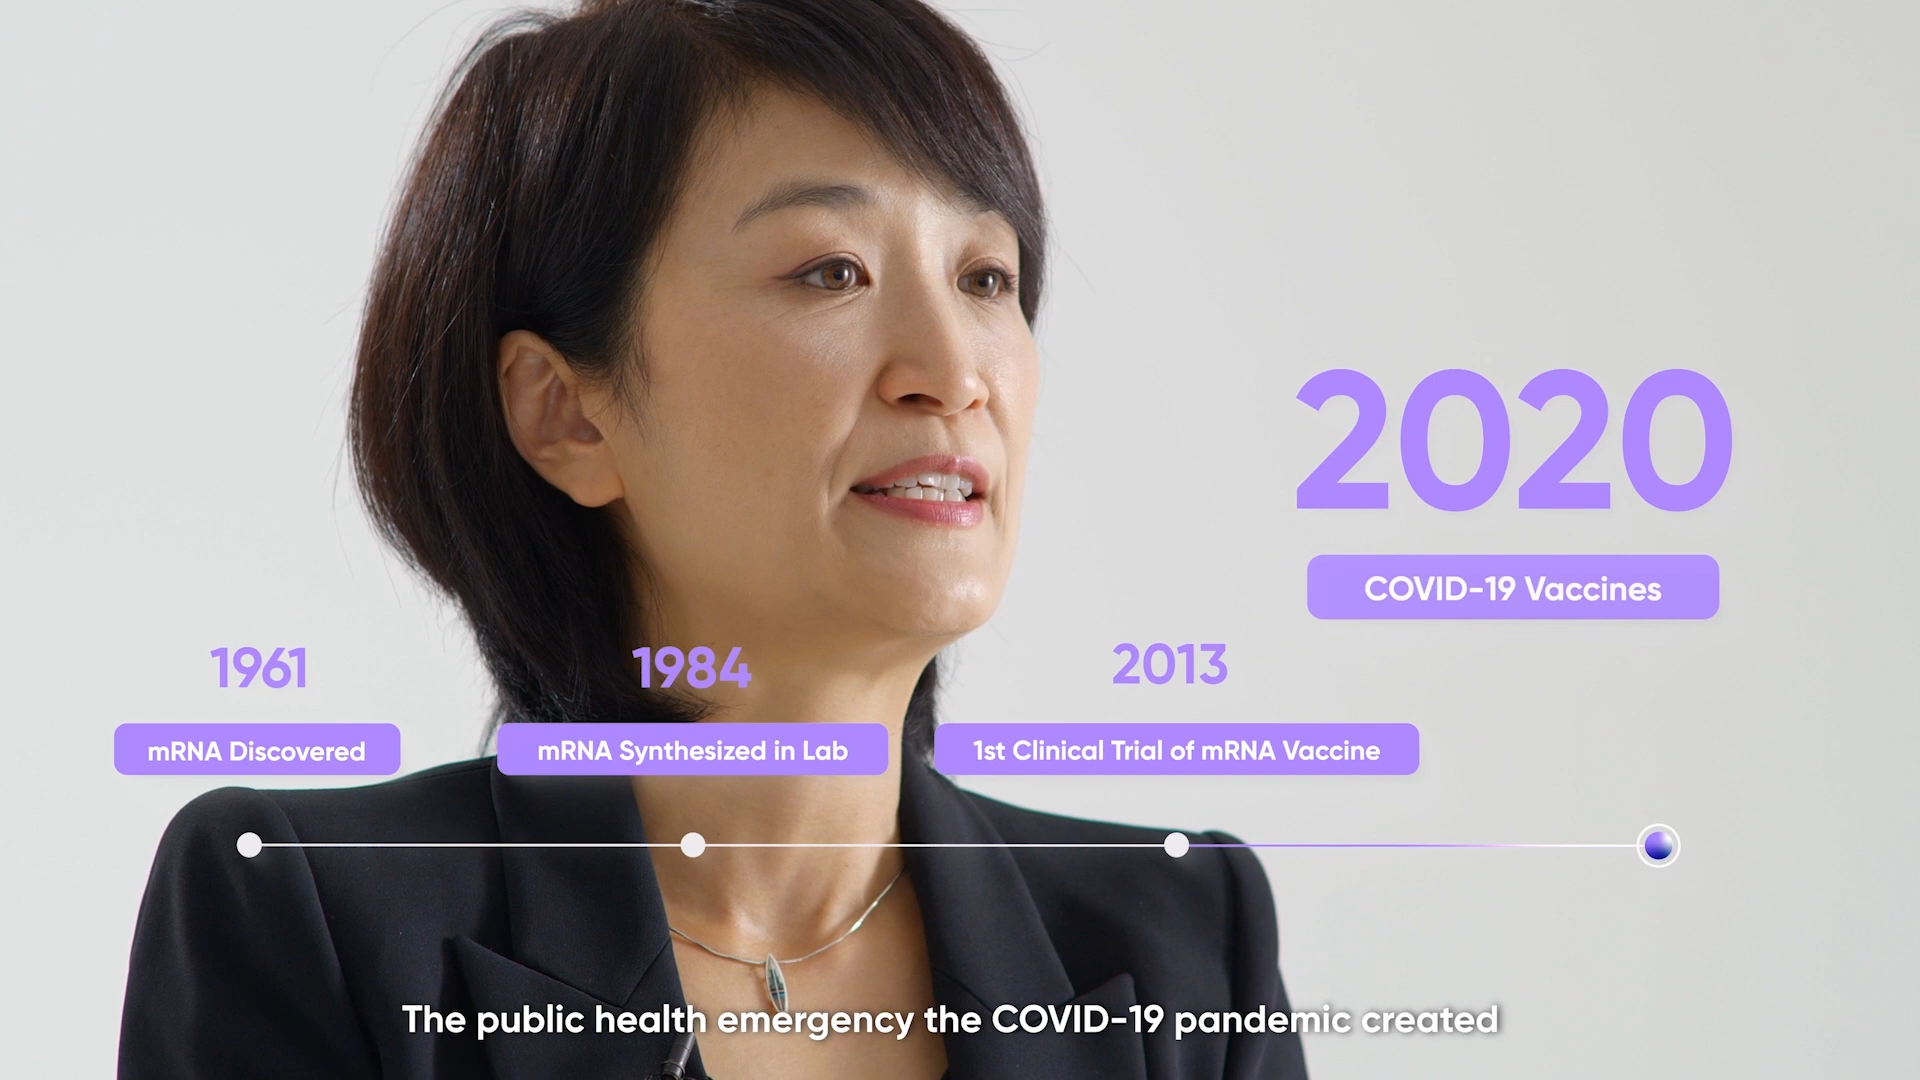 2020
COVID-19 Vaccines
1961
1984
2013
mRNA Discovered
mRNA Synthesized in Lab
1st Clinical Trial of mRNA Vaccine
The public health emergency the COVID-19 pandemic created